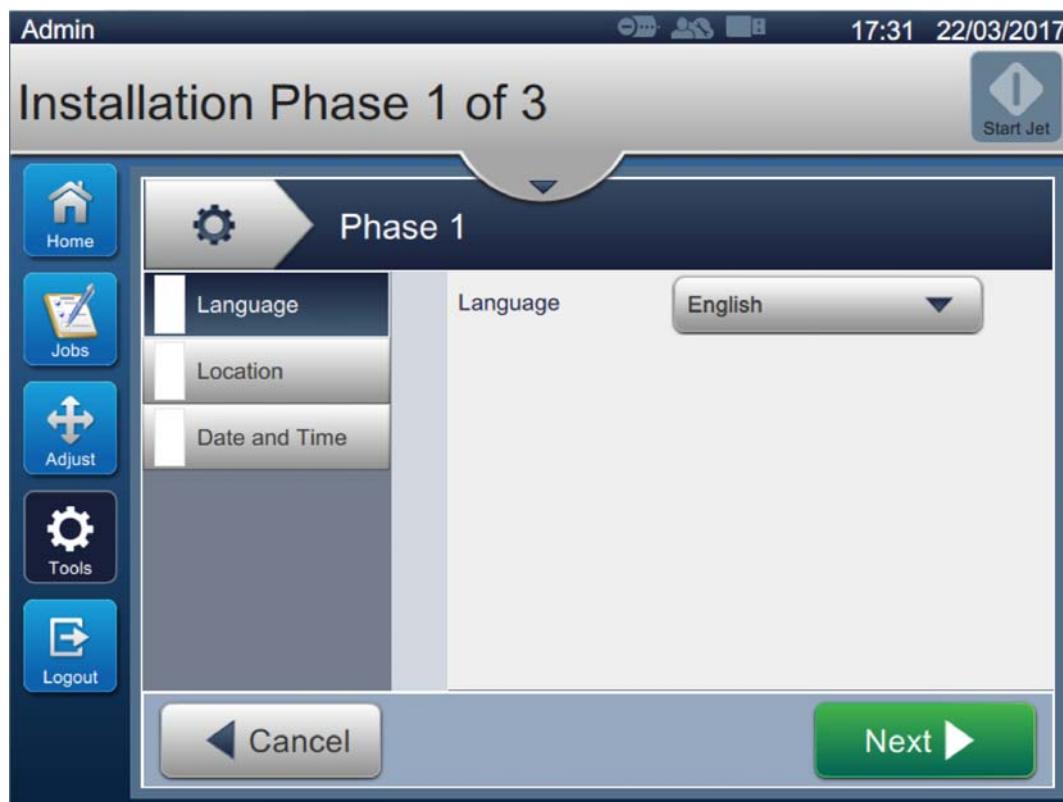 Admin 17:31 22/03/2017
Installation Phase 1 of 3
Start Jet
Home
Phase 1
Language
Language English
Jobs
Location
Adjust
Date and Time
Tools
Logout
Cancel Next